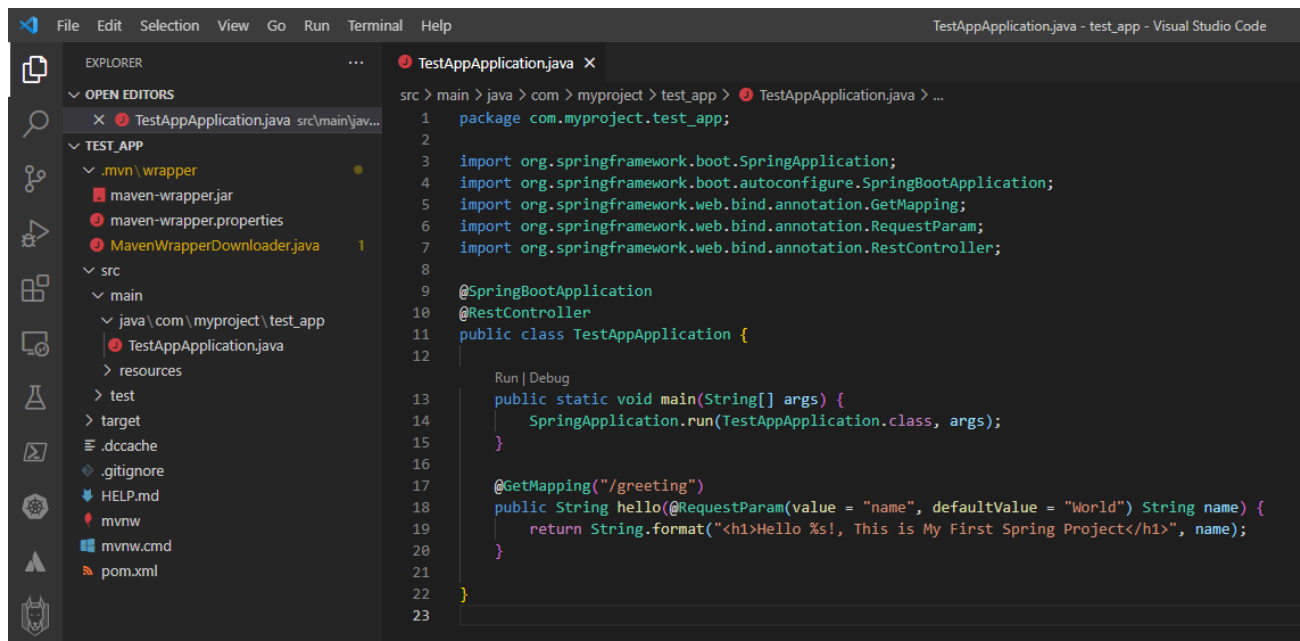 File Edit Selection View Go Run Terminal Help
TestAppApplication.java - test_app - Visual Studio Code
EXPLORER ...
OPEN EDITORS
TestAppApplication.java src\main\jav...
TEST_APP
.mvn\wrapper
maven-wrapper.jar
maven-wrapper.properties
MavenWrapperDownloader.java 1
src
main
java\com\myproject\test_app
TestAppApplication.java
resources
test
target
.dccache
.gitignore
HELP.md
mvnw
mvnw.cmd
pom.xml
TestAppApplication.java
src > main > java > com > myproject > test_app > TestAppApplication.java > ...
1 package com.myproject.test_app;
2
3 import org.springframework.boot.SpringApplication;
4 import org.springframework.boot.autoconfigure.SpringBootApplication;
5 import org.springframework.web.bind.annotation.GetMapping;
6 import org.springframework.web.bind.annotation.RequestParam;
7 import org.springframework.web.bind.annotation.RestController;
8
9 @SpringBootApplication
10 @RestController
11 public class TestAppApplication {
12
Run | Debug
13 public static void main(String[] args) {
14 SpringApplication.run(TestAppApplication.class, args);
15 }
16
17 @GetMapping("/greeting")
18 public String hello(@RequestParam(value = "name", defaultValue = "World") String name) {
19 return String.format("<h1>Hello %s!, This is My First Spring Project</h1>", name);
20 }
21
22 }
23